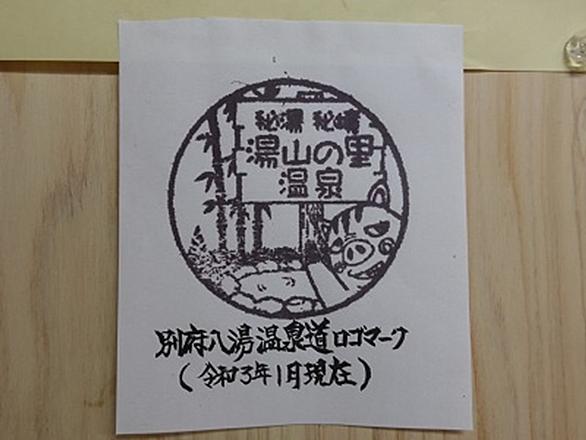 秘湯 秘境
湯山の里
温泉
別府八湯温泉道ロゴマーク
(令和3年1月現在)